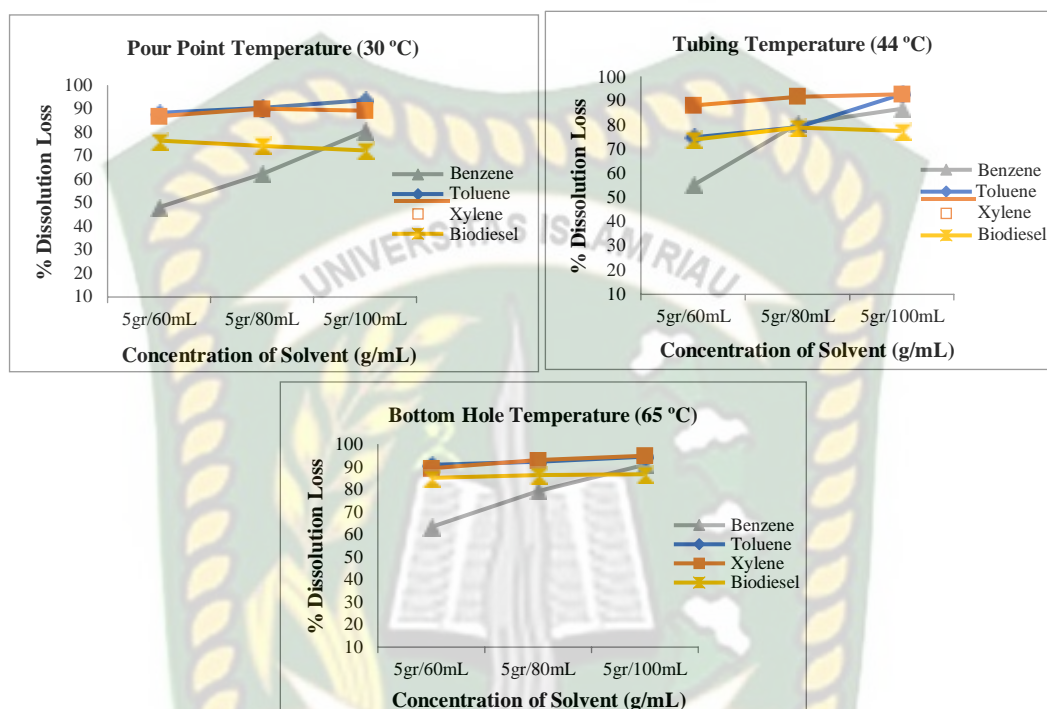 Pour Point Temperature (30 ºC)
% Dissolution Loss
100
90
80
70
60
50
40
30
20
10
5gr/60mL 5gr/80mL 5gr/100mL
Concentration of Solvent (g/mL)
Benzene
Toluene
Xylene
Biodiesel
Tubing Temperature (44 ºC)
% Dissolution Loss
100
90
80
70
60
50
40
30
20
10
5gr/60mL 5gr/80mL 5gr/100mL
Concentration of Solvent (g/mL)
Benzene
Toluene
Xylene
Biodiesel
UNIVERSITAS ISLAM RIAU
Bottom Hole Temperature (65 ºC)
% Dissolution Loss
100
90
80
70
60
50
40
30
20
10
5gr/60mL 5gr/80mL 5gr/100mL
Concentration of Solvent (g/mL)
Benzene
Toluene
Xylene
Biodiesel